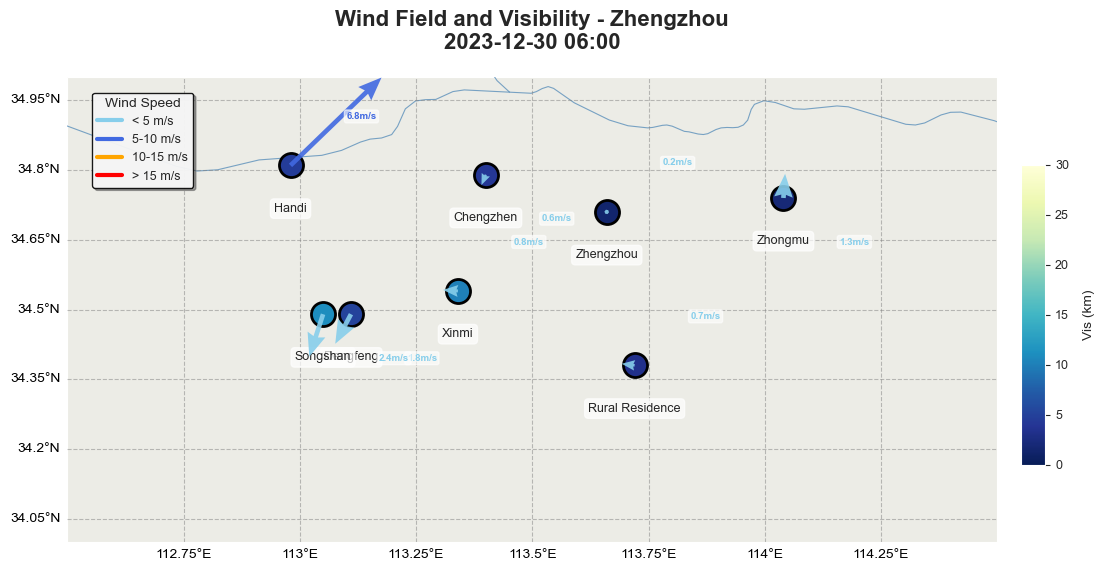 Wind Field and Visibility - Zhengzhou
2023-12-30 06:00
34.95°N
34.8°N
34.65°N
34.5°N
34.35°N
34.2°N
34.05°N
Wind Speed
< 5 m/s
5-10 m/s
10-15 m/s
> 15 m/s
6.8m/s
Handi
Chengzhen
0.6m/s
0.8m/s
0.2m/s
Zhengzhou
Zhongmu
1.3m/s
Xinmi
0.7m/s
Songshan
2.4m/s
Rural Residence
112.75°E
113°E
113.25°E
113.5°E
113.75°E
114°E
114.25°E
30
25
20
15
10
5
0
Vis (km)